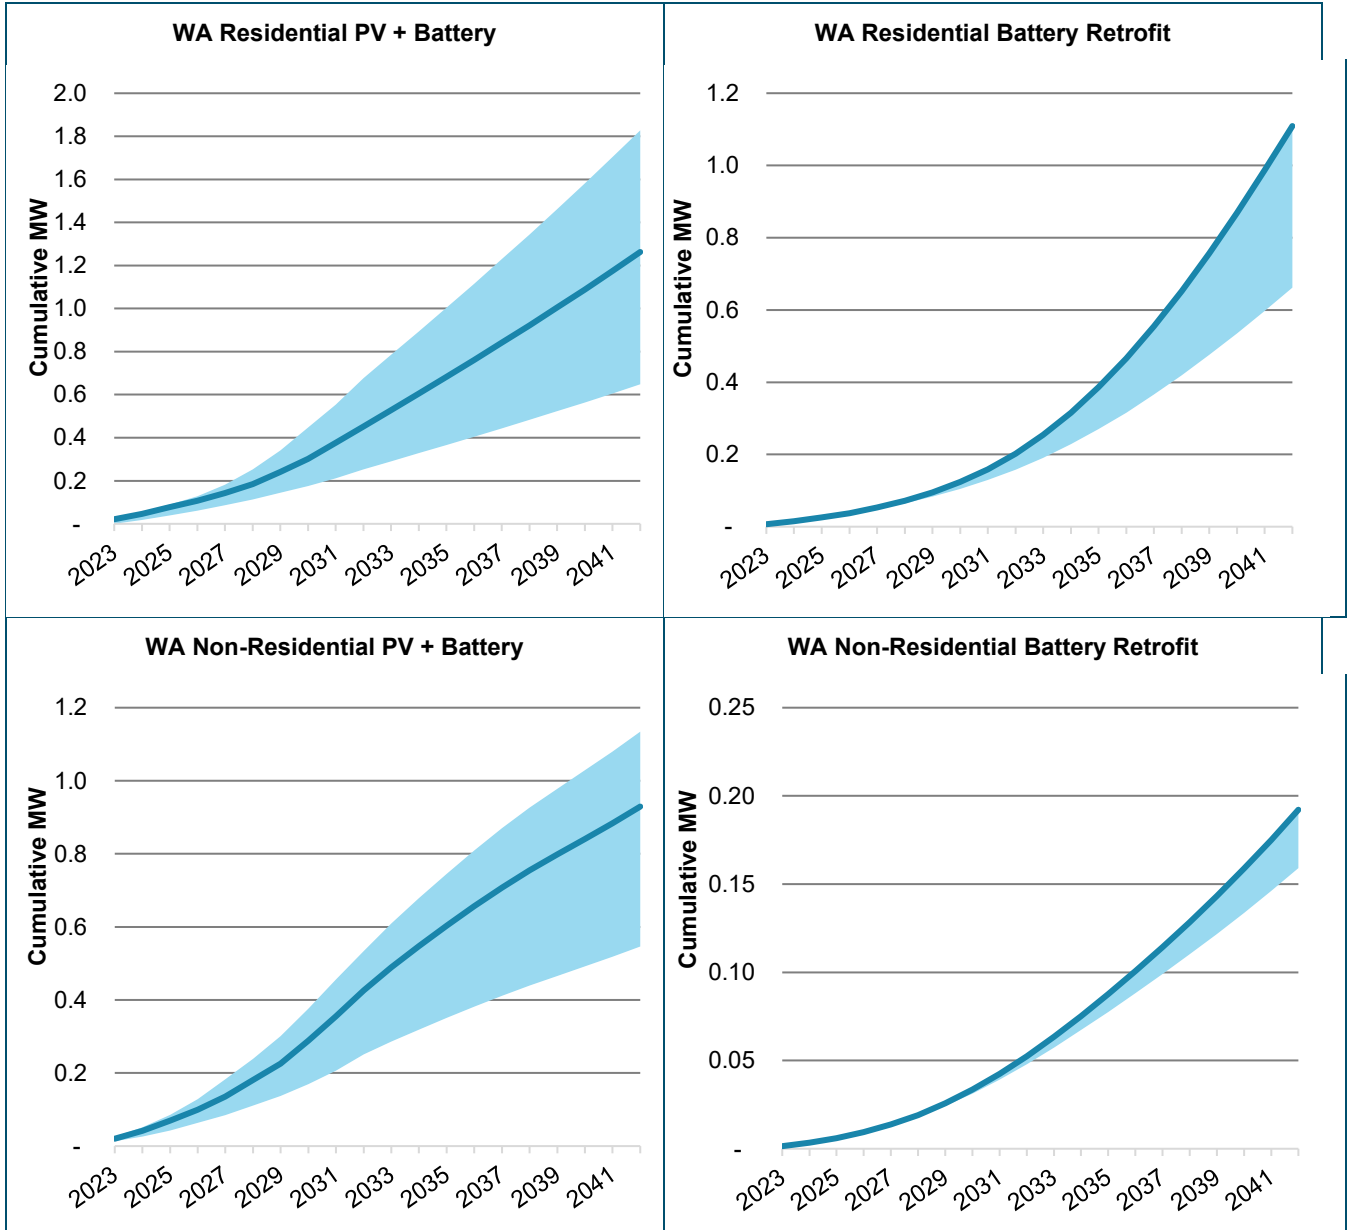 WA Residential PV + Battery
Cumulative MW
2.0
1.8
1.6
1.4
1.2
1.0
0.8
0.6
0.4
0.2
-
2023 2025 2027 2029 2031 2033 2035 2037 2039 2041
WA Residential Battery Retrofit
Cumulative MW
1.2
1.0
0.8
0.6
0.4
0.2
-
2023 2025 2027 2029 2031 2033 2035 2037 2039 2041
WA Non-Residential PV + Battery
Cumulative MW
1.2
1.0
0.8
0.6
0.4
0.2
-
2023 2025 2027 2029 2031 2033 2035 2037 2039 2041
WA Non-Residential Battery Retrofit
Cumulative MW
0.25
0.20
0.15
0.10
0.05
-
2023 2025 2027 2029 2031 2033 2035 2037 2039 2041